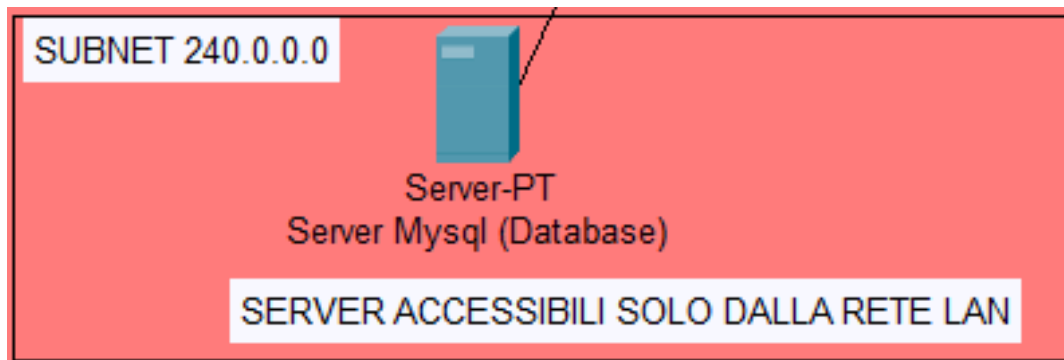 SUBNET 240.0.0.0
Server-PT
Server Mysql (Database)
SERVER ACCESSIBILI SOLO DALLA RETE LAN